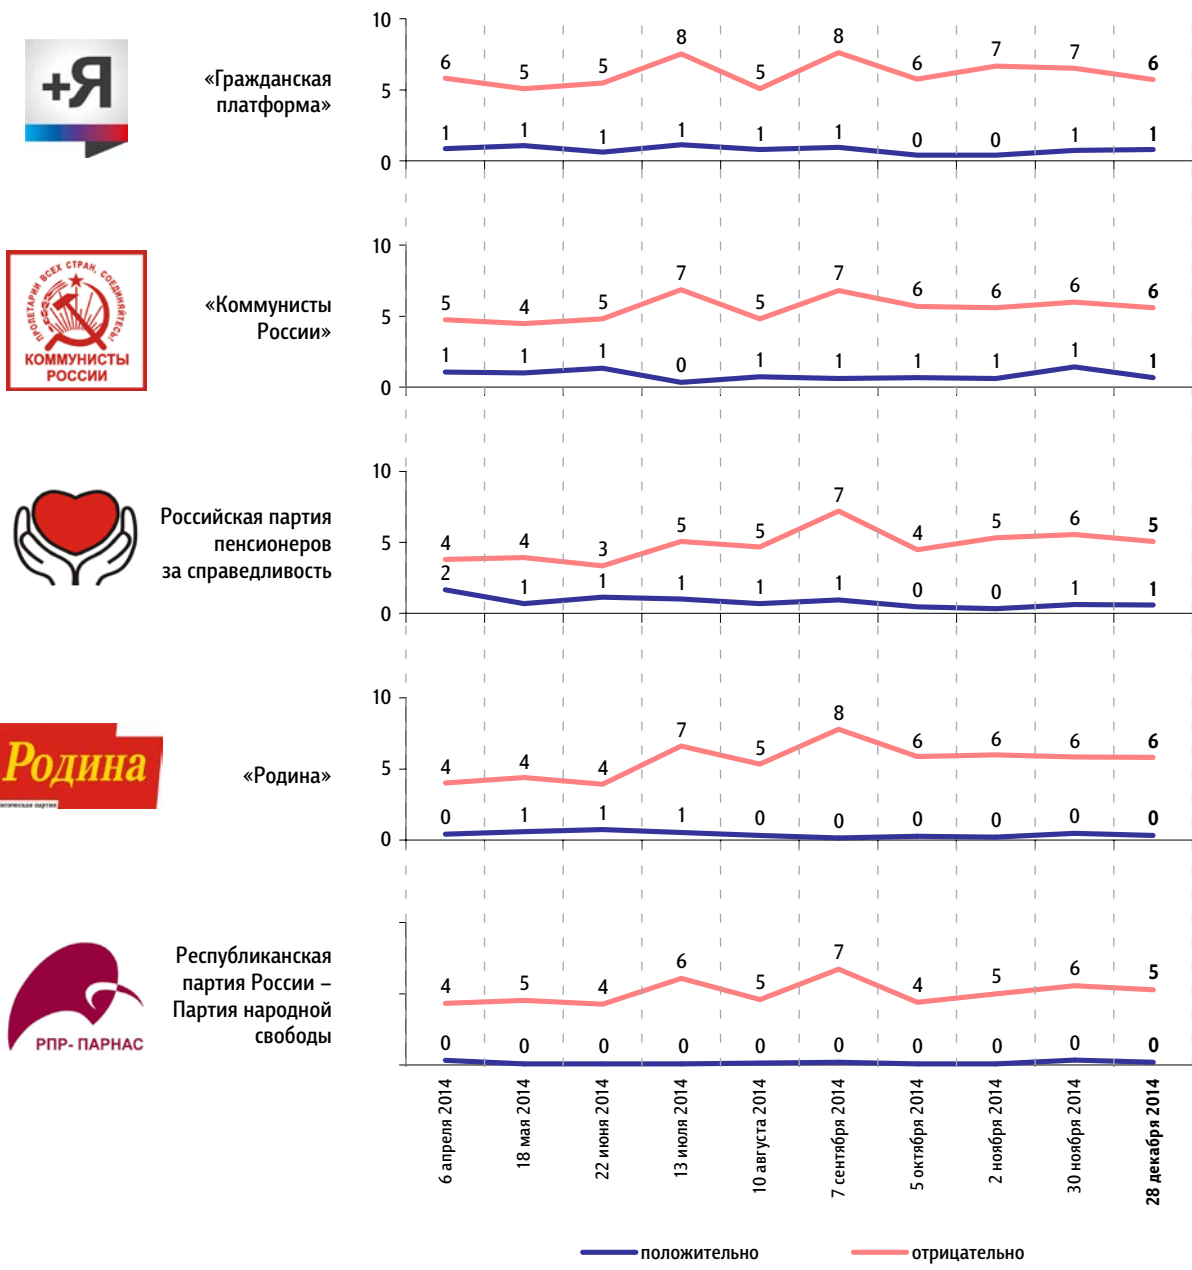 10
5
0
+Я
«Гражданская
платформа»
6 5 5 8 5 8 6 7 7 6
1 1 1 1 1 1 0 0 1 1
10
5
0
ПРОЛЕТАРИИ ВСЕХ СТРАН, СОЕДИНЯЙТЕСЬ!
КОММУНИСТЫ
РОССИИ
«Коммунисты
России»
5 4 5 7 5 7 6 6 6 6
1 1 1 0 1 1 1 1 1 1
10
5
0
Российская партия
пенсионеров
за справедливость
4 4 3 5 5 7 4 5 6 5
2 1 1 1 1 1 0 0 1 1
10
5
0
Родина
партия
«Родина»
4 4 4 7 5 8 6 6 6 6
0 1 1 1 0 0 0 0 0 0
РПР- ПАРНАС
Республиканская
партия России –
Партия народной
свободы
4 5 4 6 5 7 4 5 6 5
0 0 0 0 0 0 0 0 0 0
6 апреля 2014
18 мая 2014
22 июня 2014
13 июля 2014
10 августа 2014
7 сентября 2014
5 октября 2014
2 ноября 2014
30 ноября 2014
28 декабря 2014
положительно
отрицательно